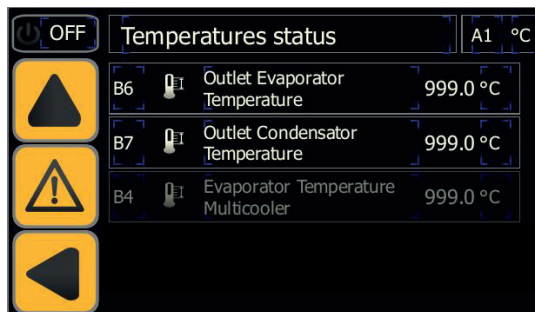 OFF
Temperatures status
A1 °C
B6
Outlet Evaporator
Temperature
999.0 °C
B7
Outlet Condensator
Temperature
999.0 °C
B4
Evaporator Temperature
Multicooler
999.0 °C